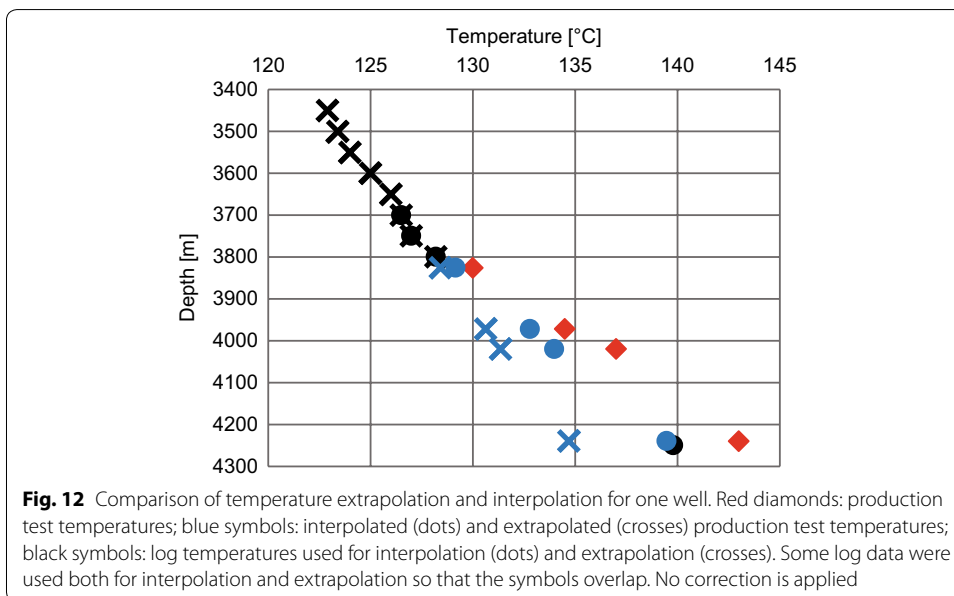 Temperature [°C]
120 125 130 135 140 145
3400
3500
3600
3700
3800
3900
4000
4100
4200
4300
Depth [m]
Fig. 12 Comparison of temperature extrapolation and interpolation for one well. Red diamonds: production
test temperatures; blue symbols: interpolated (dots) and extrapolated (crosses) production test temperatures;
black symbols: log temperatures used for interpolation (dots) and extrapolation (crosses). Some log data were
used both for interpolation and extrapolation so that the symbols overlap. No correction is applied